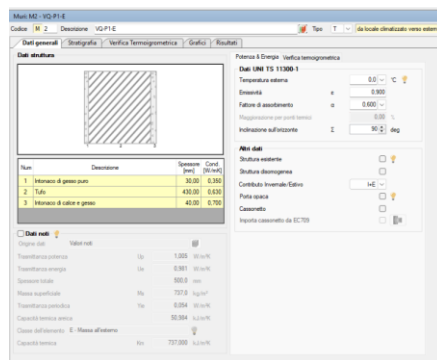 Muri M2 - VQ-P1-E
Codice M 2 Descrizione VQ-P1-E Tipo T da locale climatizzato verso estern
Dati generali Stratigrafia Verifica Termoigrometrica Grafici Risultati
Dati struttura
Num Descrizione Spessore [mm] Cond. [W/mK]
1 Intonaco di gesso puro 30,00 0,350
2 Tufo 430,00 0,630
3 Intonaco di calce e gesso 40,00 0,700
Dati noti
Origine dati Valori noti
Trasmittanza potenza Up 1,005 W/m²K
Trasmittanza energia Ue 0,981 W/m²K
Spessore totale 500,0 mm
Massa superficiale Ms 737,0 kg/m²
Trasmittanza periodica Yie 0,054 W/m²K
Capacità termica areica 50,984 kJ/m²K
Classe dell'elemento E - Massa all'esterno
Capacità termica 737,000 kJ/m²K
Potenza & Energia Verifica termoigrometrica
Dati UNI TS 11300-1
Temperatura esterna 0,0 °C
Emissività ε 0.900
Fattore di assorbimento α 0.600
Maggiorazione per ponti termici 0,00 %
Inclinazione sull'orizzonte Σ 90 deg
Altri dati
Struttura esistente
Struttura disomogenea
Contributo Invernale/Estivo I+E
Porta opaca
Cassonetto
Importa cassonetto da EC709